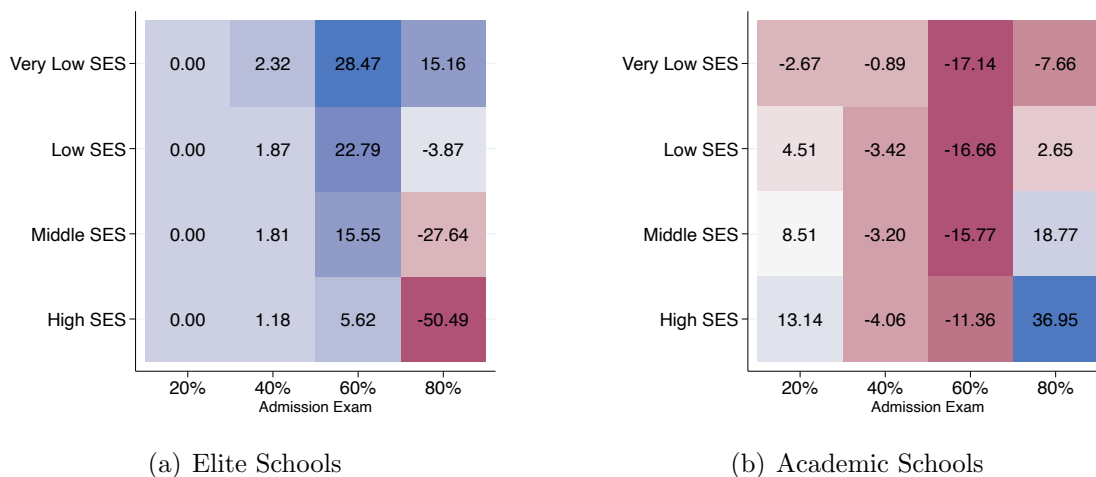 Very Low SES 0.00 2.32 28.47 15.16
Low SES 0.00 1.87 22.79 -3.87
Middle SES 0.00 1.81 15.55 -27.64
High SES 0.00 1.18 5.62 -50.49
20% 40% 60% 80%
Admission Exam
(a) Elite Schools
Very Low SES -2.67 -0.89 -17.14 -7.66
Low SES 4.51 -3.42 -16.66 2.65
Middle SES 8.51 -3.20 -15.77 18.77
High SES 13.14 -4.06 -11.36 36.95
20% 40% 60% 80%
Admission Exam
(b) Academic Schools